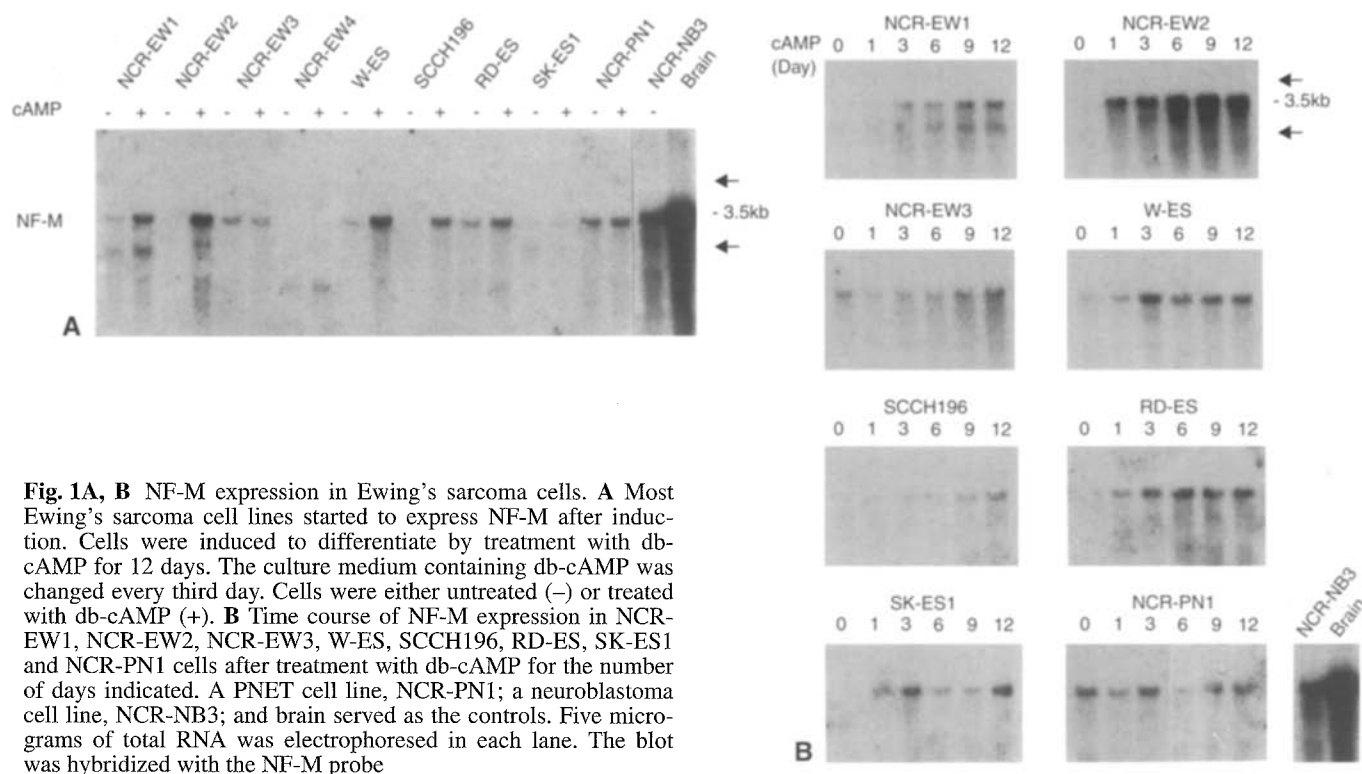 NCR-EW1 NCR-EW2 NCR-EW3 NCR-EW4 W-ES SCCH196 RD-ES SK-ES1 NCR-PN1 NCR-NB3 Brain
cAMP - + - + - + - + - + - + - + - + - + -
NF-M
- 3.5kb
A
NCR-EW1 NCR-EW2
cAMP 0 1 3 6 9 12 0 1 3 6 9 12
(Day)
- 3.5kb
NCR-EW3 W-ES
0 1 3 6 9 12 0 1 3 6 9 12
SCCH196 RD-ES
0 1 3 6 9 12 0 1 3 6 9 12
SK-ES1 NCR-PN1 NCR-NB3 Brain
0 1 3 6 9 12 0 1 3 6 9 12
B
Fig. 1A, B NF-M expression in Ewing's sarcoma cells. A Most
Ewing's sarcoma cell lines started to express NF-M after induc-
tion. Cells were induced to differentiate by treatment with db-
cAMP for 12 days. The culture medium containing db-cAMP was
changed every third day. Cells were either untreated (–) or treated
with db-cAMP (+). B Time course of NF-M expression in NCR-
EW1, NCR-EW2, NCR-EW3, W-ES, SCCH196, RD-ES, SK-ES1
and NCR-PN1 cells after treatment with db-cAMP for the number
of days indicated. A PNET cell line, NCR-PN1; a neuroblastoma
cell line, NCR-NB3; and brain served as the controls. Five micro-
grams of total RNA was electrophoresed in each lane. The blot
was hybridized with the NF-M probe